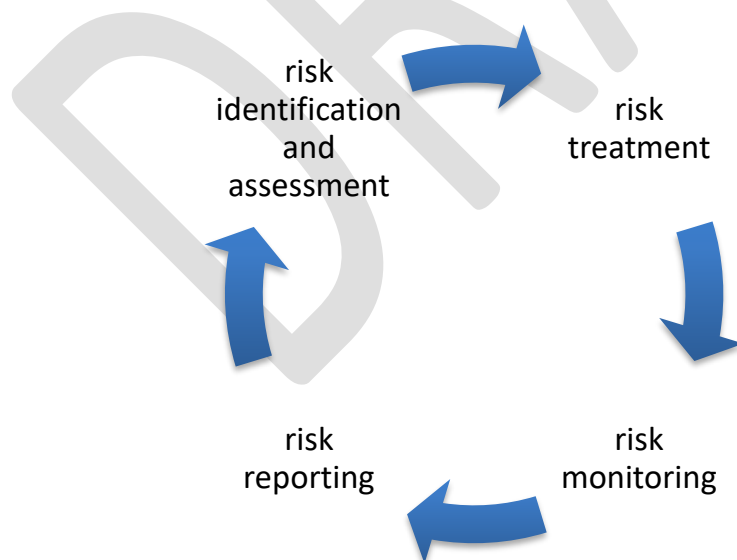 risk
identification
and
assessment
risk
treatment
risk
monitoring
risk
reporting